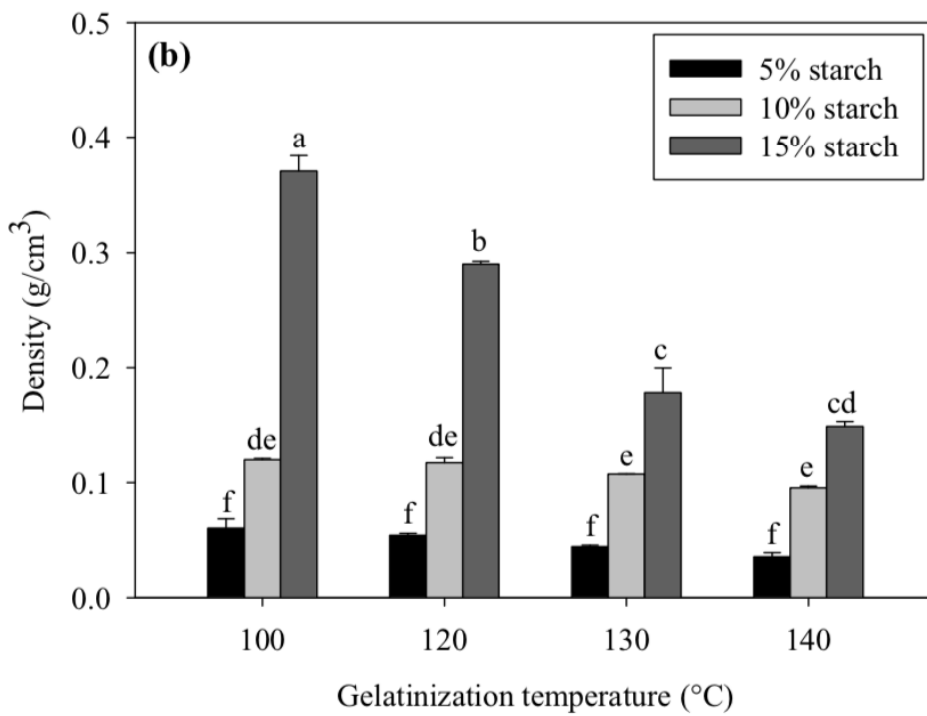 (b)
5% starch
10% starch
15% starch
Density (g/cm³)
0.5
0.4
0.3
0.2
0.1
0.0
a
b
c
cd
de
de
e
e
f
f
f
f
100
120
130
140
Gelatinization temperature (°C)